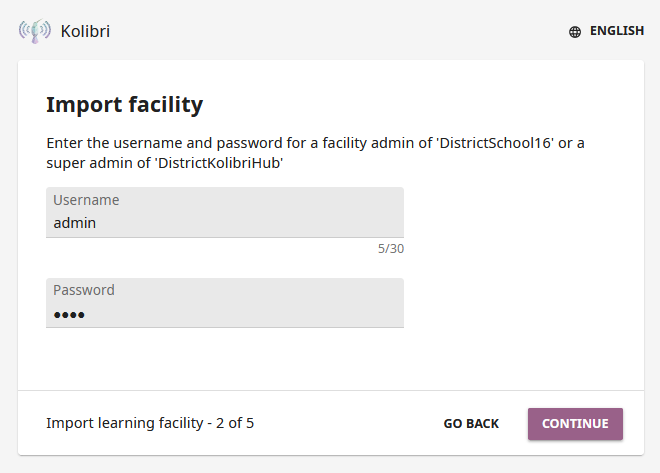 Kolibri
ENGLISH
Import facility
Enter the username and password for a facility admin of 'DistrictSchool16' or a
super admin of 'DistrictKolibriHub'
Username
admin
5/30
Password
••••
Import learning facility - 2 of 5
GO BACK
CONTINUE